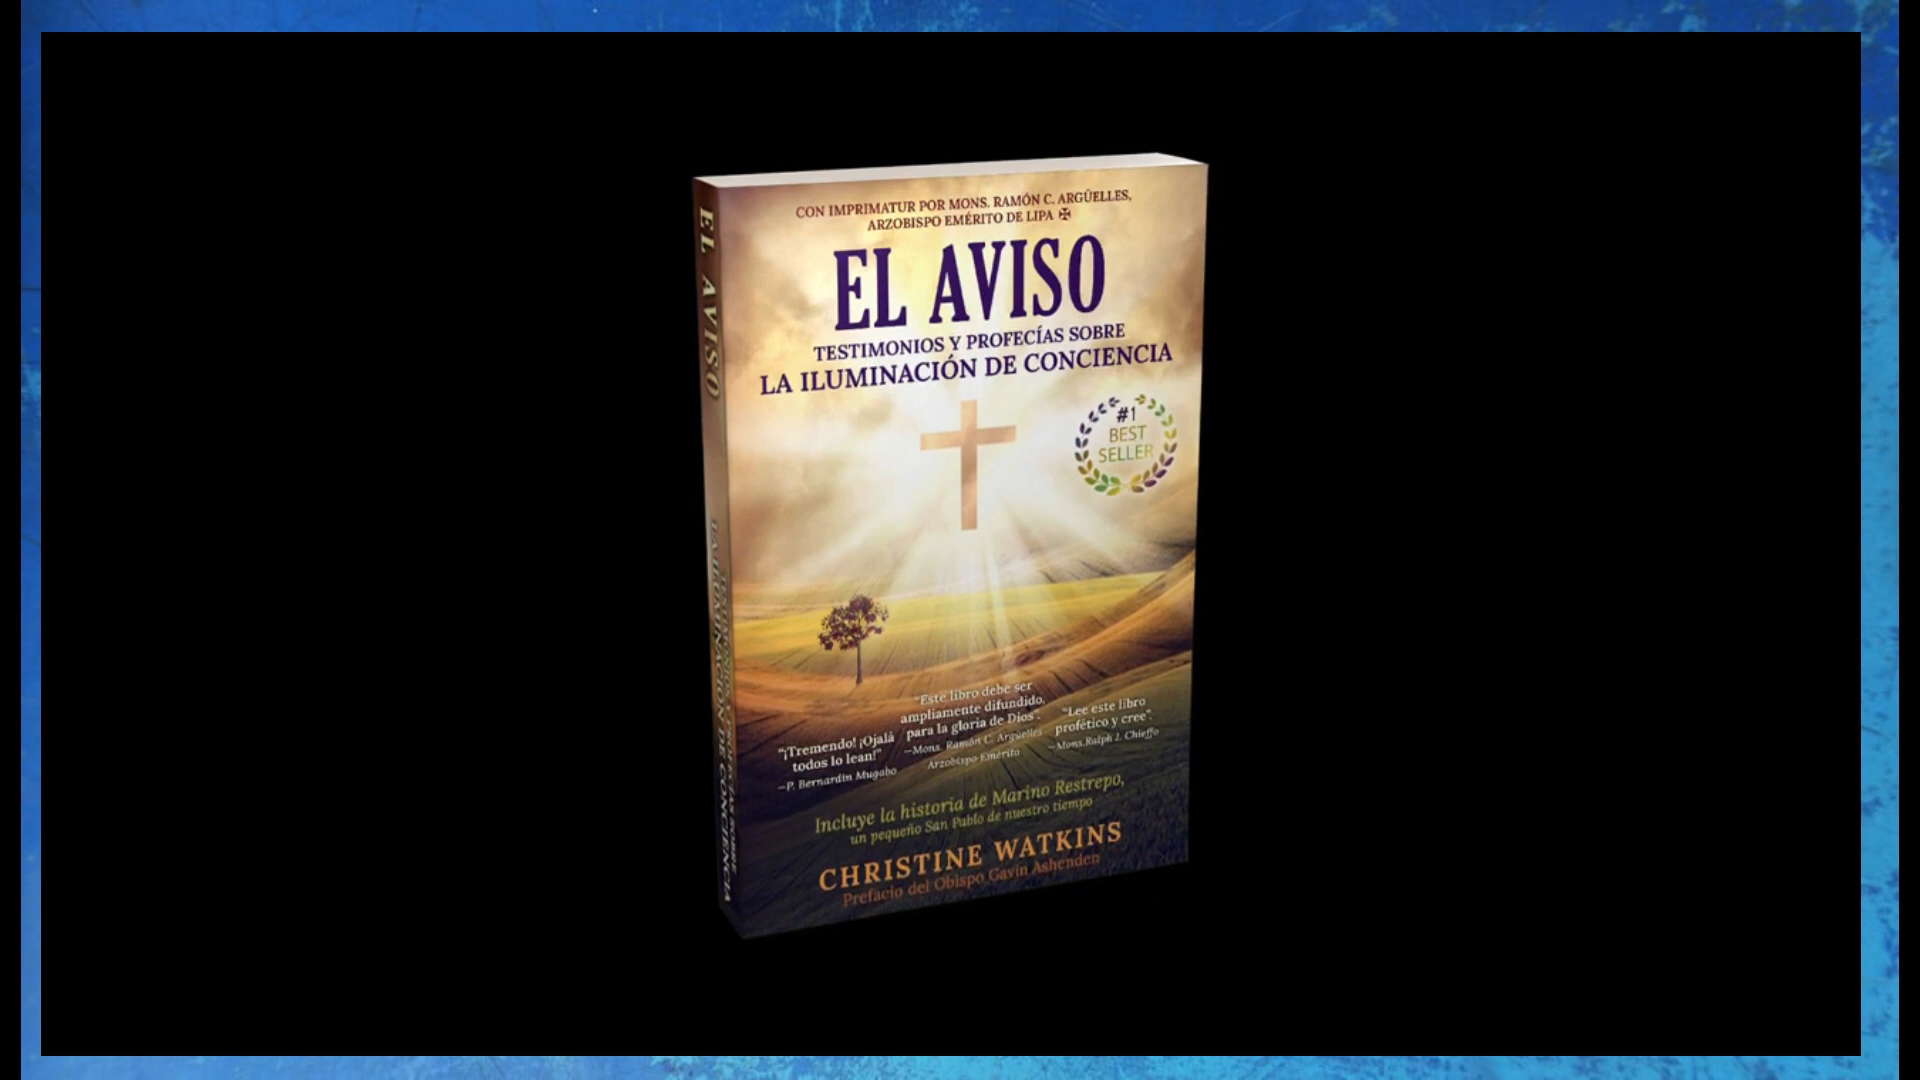 CON IMPRIMATUR POR MONS. RAMÓN C. ARGÜELLES,
ARZOBISPO EMÉRITO DE LIPA ✠
EL AVISO
TESTIMONIOS Y PROFECÍAS SOBRE
LA ILUMINACIÓN DE CONCIENCIA
#1
BEST
SELLER
“¡Tremendo! ¡Ojalá
todos lo lean!”
—P. Bernardin Mugabo
“Este libro debe ser
ampliamente difundido,
para la gloria de Dios”.
—Mons. Ramón C. Argüelles
Arzobispo Emérito
“Lee este libro
profético y cree”.
—Mons.Ralph J. Chieffo
Incluye la historia de Marino Restrepo,
un pequeño San Pablo de nuestro tiempo
CHRISTINE WATKINS
Prefacio del Obispo Gavin Ashenden
EL AVISO
TESTIMONIOS Y PROFECÍAS SOBRE
LA ILUMINACIÓN DE CONCIENCIA